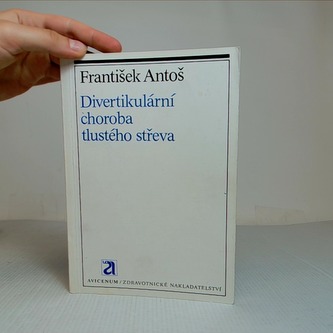 František Antoš
Divertikulární
choroba
tlustého střeva
AVICENUM / ZDRAVOTNICKÉ NAKLADATELSTVÍ